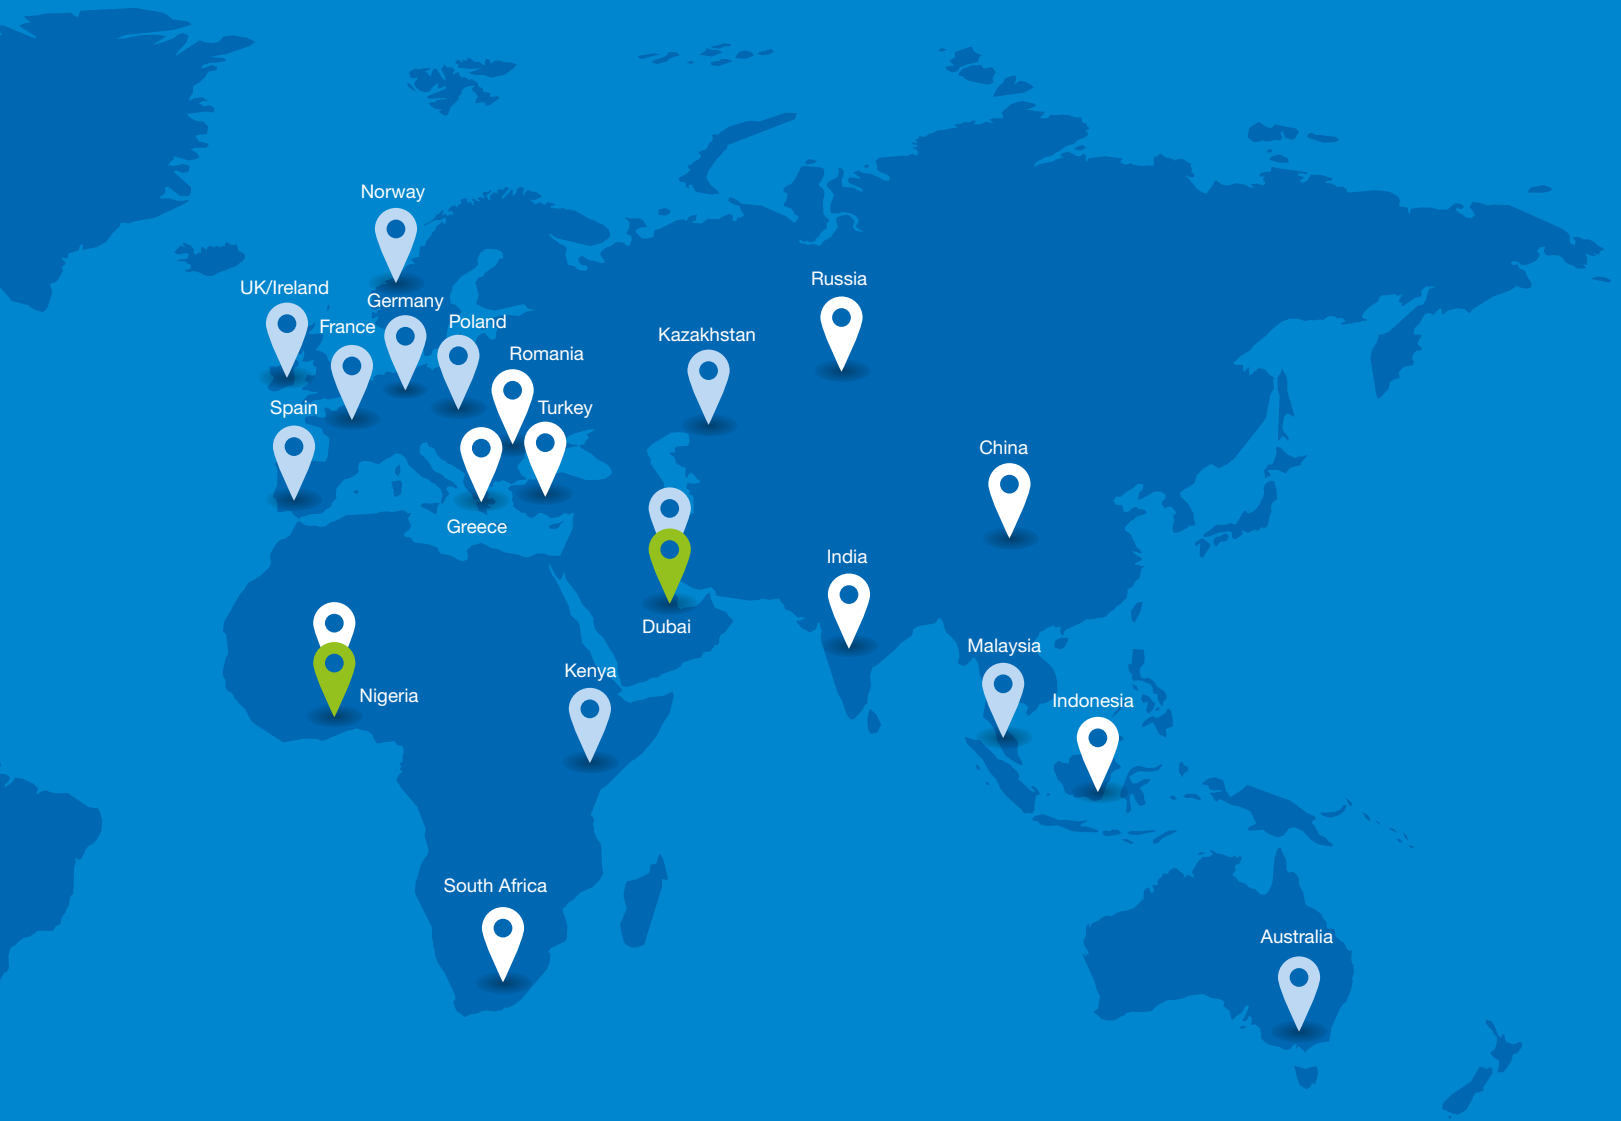 Norway
Russia
UK/Ireland
Germany
Poland
France
Kazakhstan
Romania
Spain
Turkey
China
Greece
India
Dubai
Malaysia
Kenya
Nigeria
Indonesia
South Africa
Australia